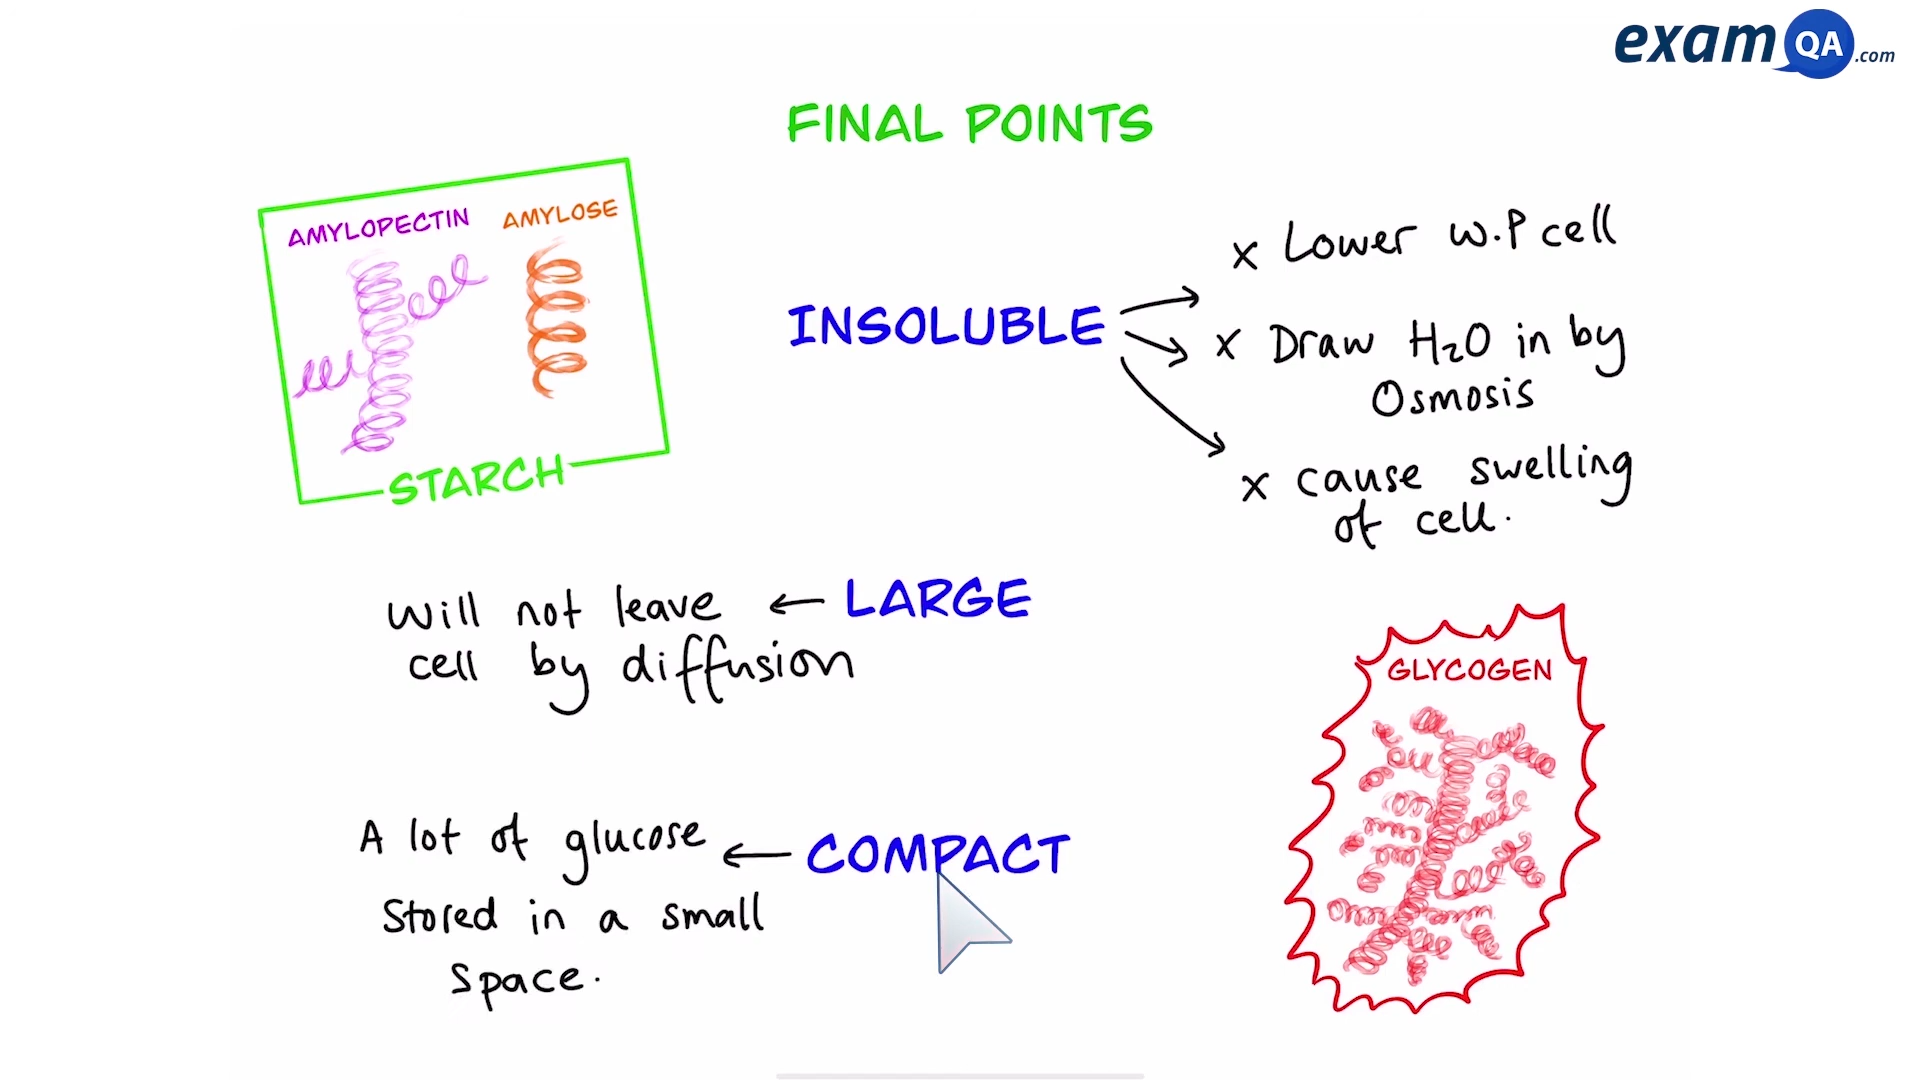 examQA.com
FINAL POINTS
AMYLOPECTIN AMYLOSE
STARCH
INSOLUBLE
x Lower W.P cell
x Draw H₂O in by
Osmosis
x cause swelling
of cell.
LARGE
Will not leave
cell by diffusion
GLYCOGEN
COMPACT
A lot of glucose
Stored in a small
space.